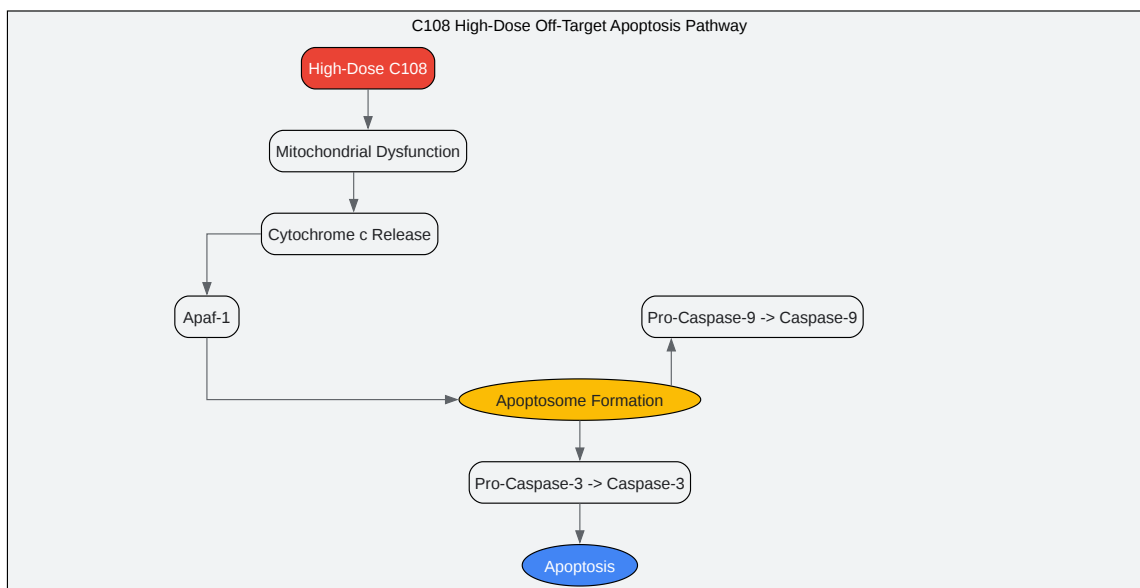 C108 High-Dose Off-Target Apoptosis Pathway
High-Dose C108
Mitochondrial Dysfunction
Cytochrome c Release
Apaf-1
Pro-Caspase-9 -> Caspase-9
Apoptosome Formation
Pro-Caspase-3 -> Caspase-3
Apoptosis